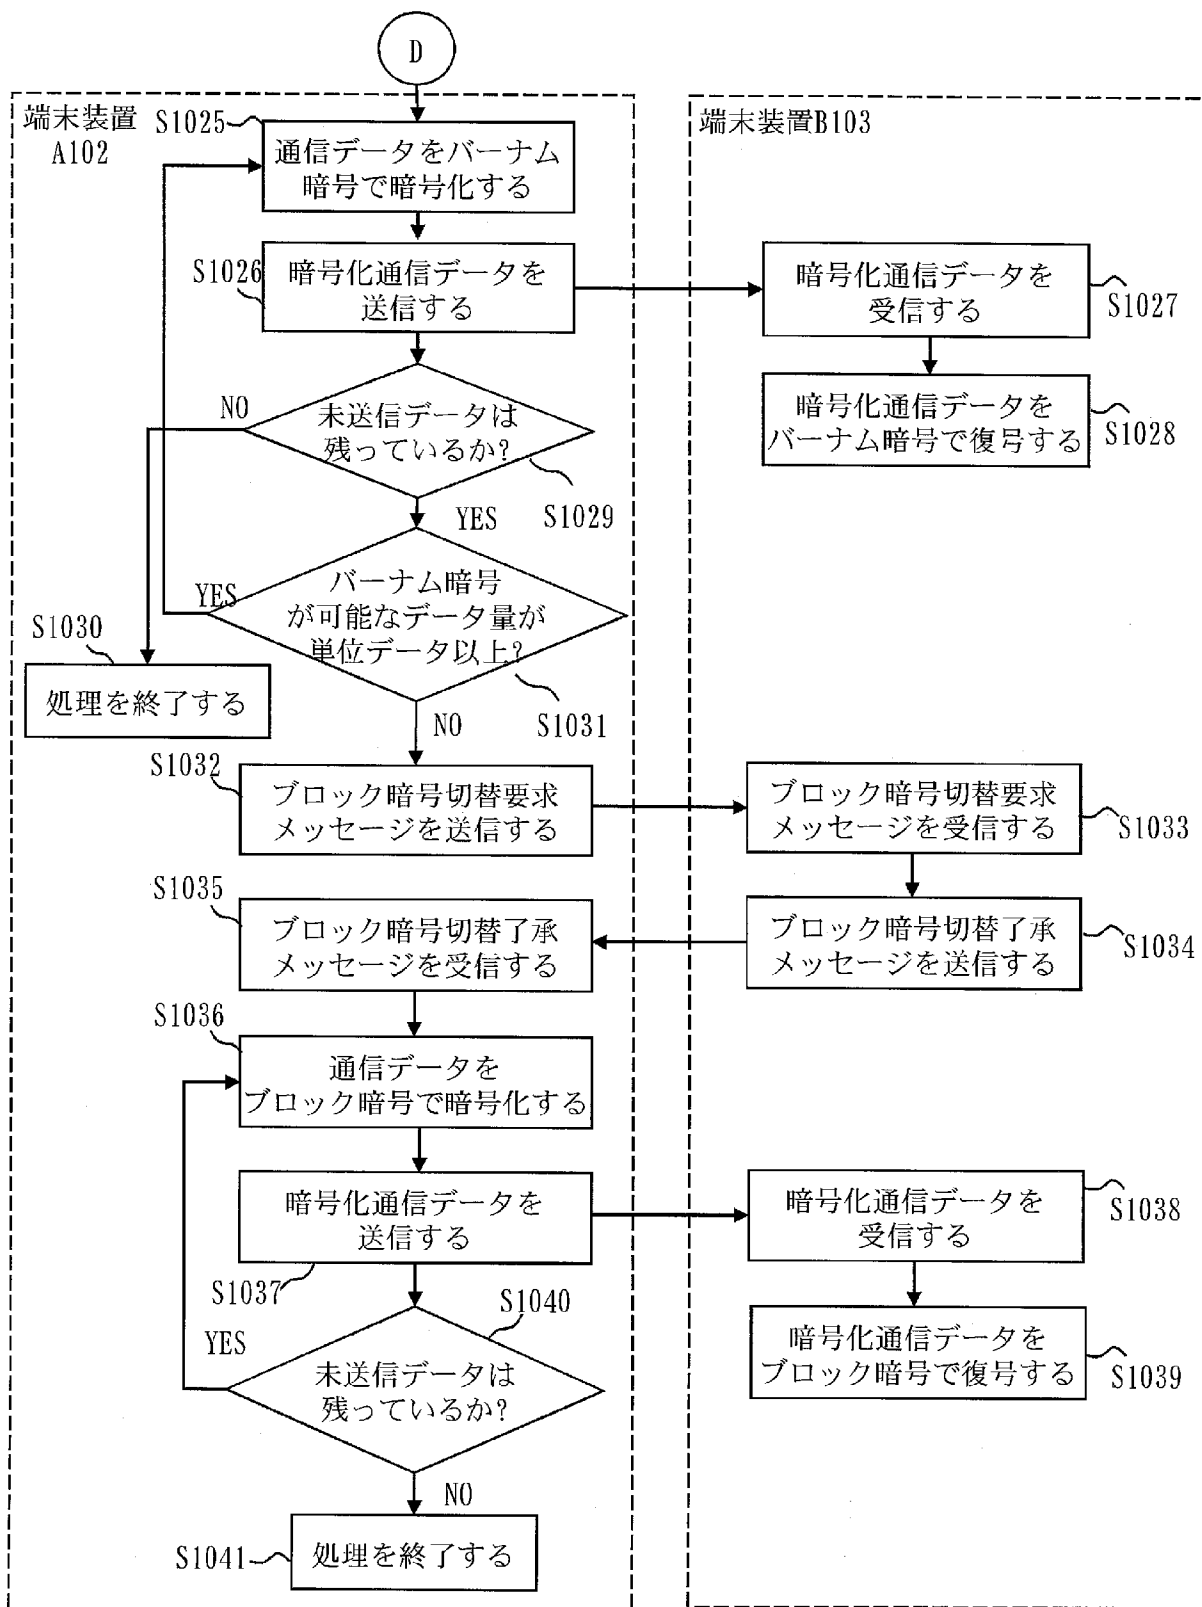 D
端末装置
A102
端末装置B103
S1025
通信データをバーナム
暗号で暗号化する
S1026
暗号化通信データを
送信する
暗号化通信データを
受信する
S1027
暗号化通信データを
バーナム暗号で復号する
S1028
NO
未送信データは
残っているか?
S1029
YES
YES
バーナム暗号
が可能なデータ量が
単位データ以上?
S1031
S1030
処理を終了する
NO
S1032
ブロック暗号切替要求
メッセージを送信する
ブロック暗号切替要求
メッセージを受信する
S1033
S1035
ブロック暗号切替了承
メッセージを受信する
ブロック暗号切替了承
メッセージを送信する
S1034
S1036
通信データを
ブロック暗号で暗号化する
暗号化通信データを
送信する
S1037
暗号化通信データを
受信する
S1038
暗号化通信データを
ブロック暗号で復号する
S1039
S1040
YES
未送信データは
残っているか?
NO
S1041
処理を終了する